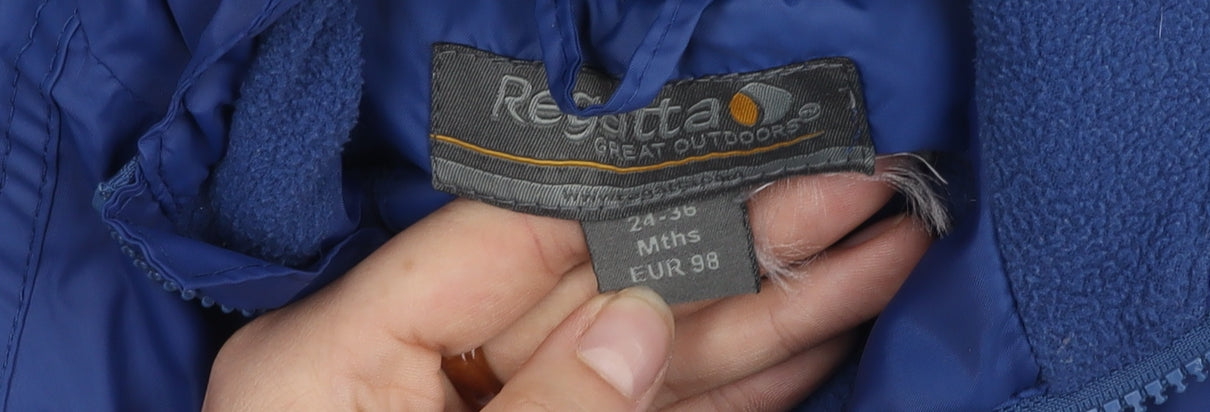 Regatta
GREAT OUTDOORS®
24-36
Mths
EUR 98